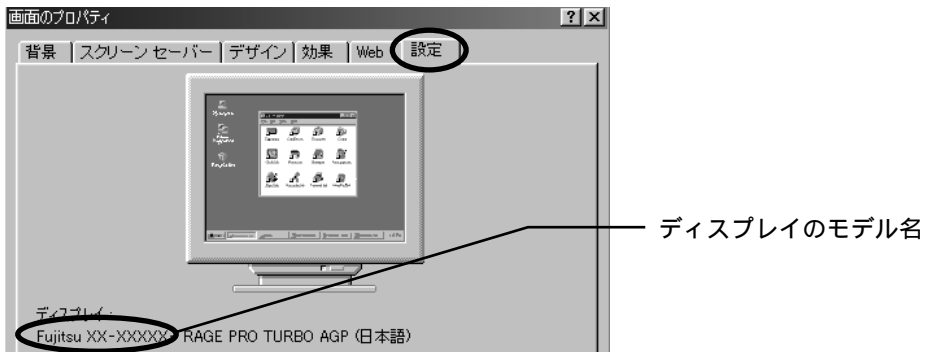 画面のプロパティ
? ×
背景 スクリーン セーバー デザイン 効果 Web 設定
ディスプレイのモデル名
ディスプレイ:
Fujitsu XX-XXXXX RAGE PRO TURBO AGP (日本語)